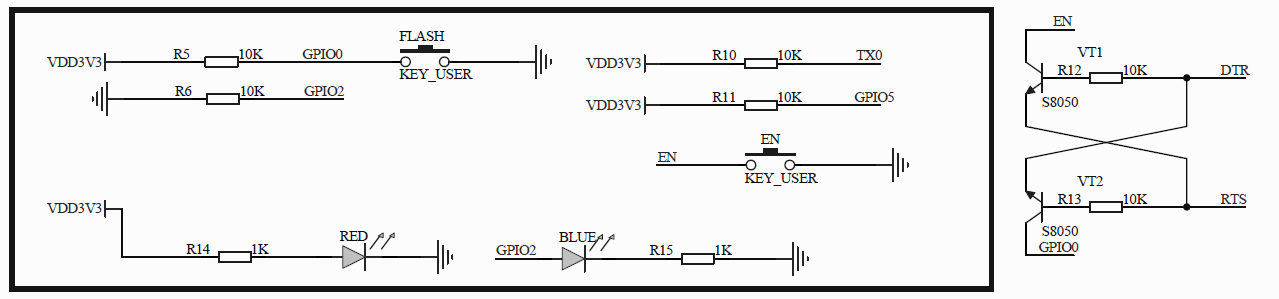 FLASH
VDD3V3 R5 10K GPIO0
KEY_USER
R6 10K GPIO2
VDD3V3 R10 10K TX0
VDD3V3 R11 10K GPIO5
EN
EN
KEY_USER
VDD3V3
R14 1K RED
GPIO2 BLUE R15 1K
EN
VT1
R12 10K DTR
S8050
VT2
R13 10K RTS
S8050
GPIO0